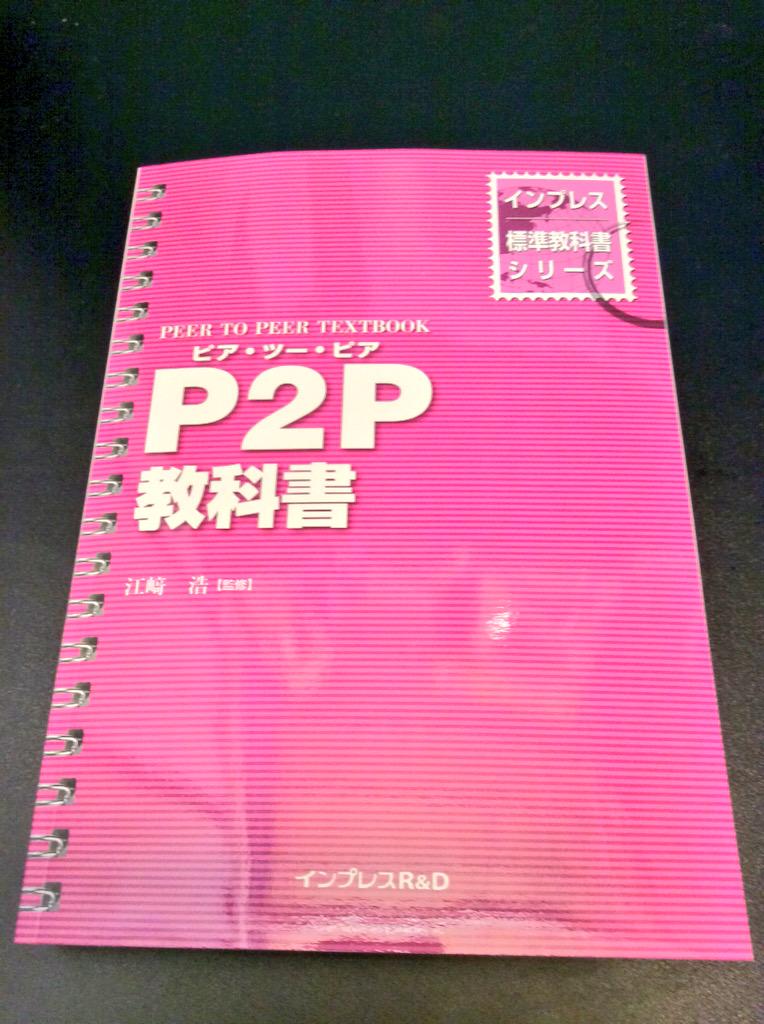 インプレス
標準教科書
シリーズ
PEER TO PEER TEXTBOOK
ピア・ツー・ピア
P2P
教科書
江﨑 浩【監修】
インプレスR&D